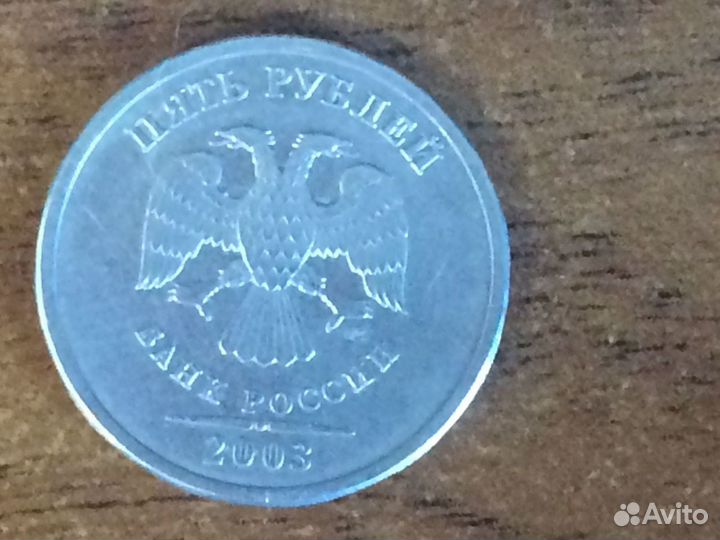 ПЯТЬ РУБЛЕЙ
БАНК РОССИИ
2003
Avito